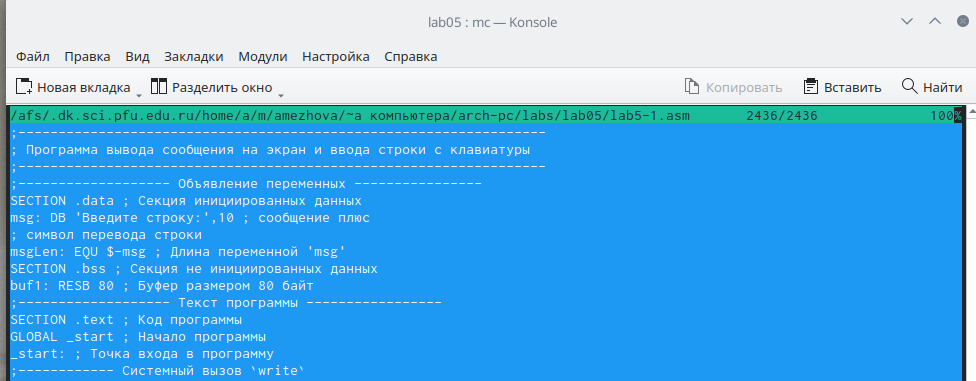 lab05 : mc — Konsole
Файл Правка Вид Закладки Модули Настройка Справка
Новая вкладка Разделить окно Копировать Вставить Найти
/afs/.dk.sci.pfu.edu.ru/home/a/m/amezhova/~а компьютера/arch-pc/labs/lab05/lab5-1.asm 2436/2436 100%
;--------------------------------------------------------------
; Программа вывода сообщения на экран и ввода строки с клавиатуры
;--------------------------------------------------------------
;------------------ Объявление переменных ---------------
SECTION .data ; Секция инициированных данных
msg: DB 'Введите строку:',10 ; сообщение плюс
; символ перевода строки
msgLen: EQU $-msg ; Длина переменной 'msg'
SECTION .bss ; Секция не инициированных данных
buf1: RESB 80 ; Буфер размером 80 байт
;------------------ Текст программы ----------------
SECTION .text ; Код программы
GLOBAL _start ; Начало программы
_start: ; Точка входа в программу
;------------ Системный вызов `write`